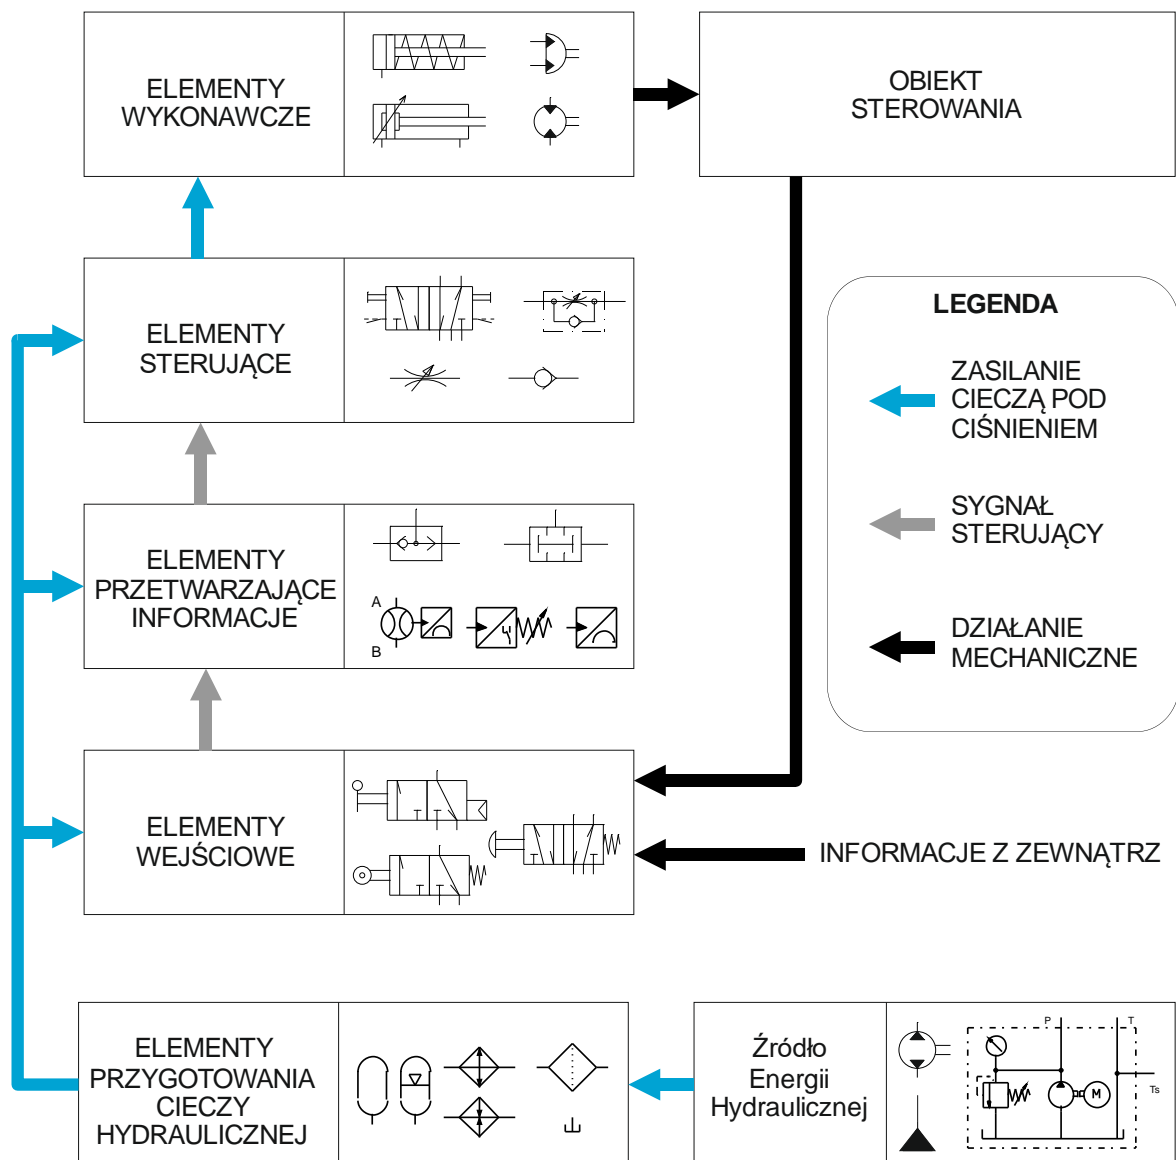 ELEMENTY
WYKONAWCZE
OBIEKT
STEROWANIA
ELEMENTY
STERUJĄCE
LEGENDA
ZASILANIE
CIECZĄ POD
CIŚNIENIEM
SYGNAŁ
STERUJĄCY
DZIAŁANIE
MECHANICZNE
ELEMENTY
PRZETWARZAJĄCE
INFORMACJE
A
B
ELEMENTY
WEJŚCIOWE
INFORMACJE Z ZEWNĄTRZ
ELEMENTY
PRZYGOTOWANIA
CIECZY
HYDRAULICZNEJ
Źródło
Energii
Hydraulicznej
P
T
Ts
M